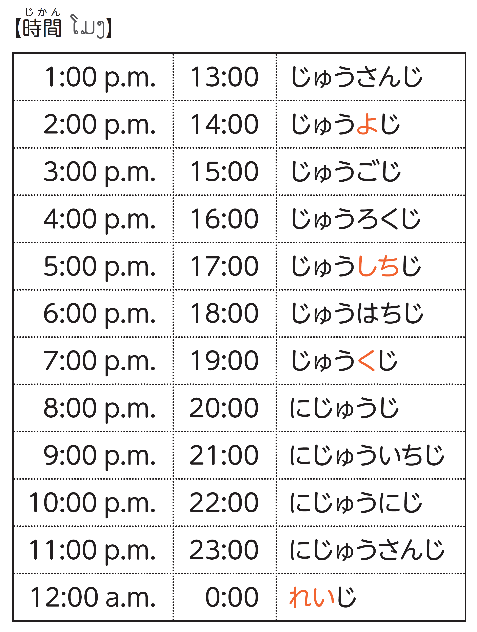 じかん
【時間 ໂມງ】
1:00 p.m. 13:00 じゅうさんじ
2:00 p.m. 14:00 じゅうよじ
3:00 p.m. 15:00 じゅうごじ
4:00 p.m. 16:00 じゅうろくじ
5:00 p.m. 17:00 じゅうしちじ
6:00 p.m. 18:00 じゅうはちじ
7:00 p.m. 19:00 じゅうくじ
8:00 p.m. 20:00 にじゅうじ
9:00 p.m. 21:00 にじゅういちじ
10:00 p.m. 22:00 にじゅうにじ
11:00 p.m. 23:00 にじゅうさんじ
12:00 a.m. 0:00 れいじ